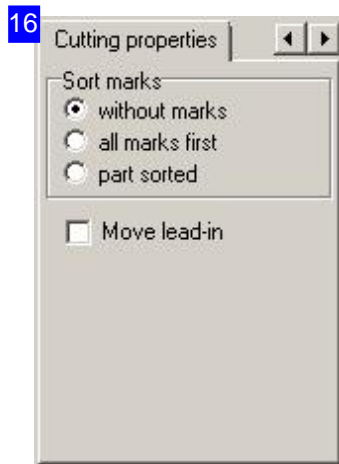 16
Cutting properties
Sort marks
without marks
all marks first
part sorted
Move lead-in